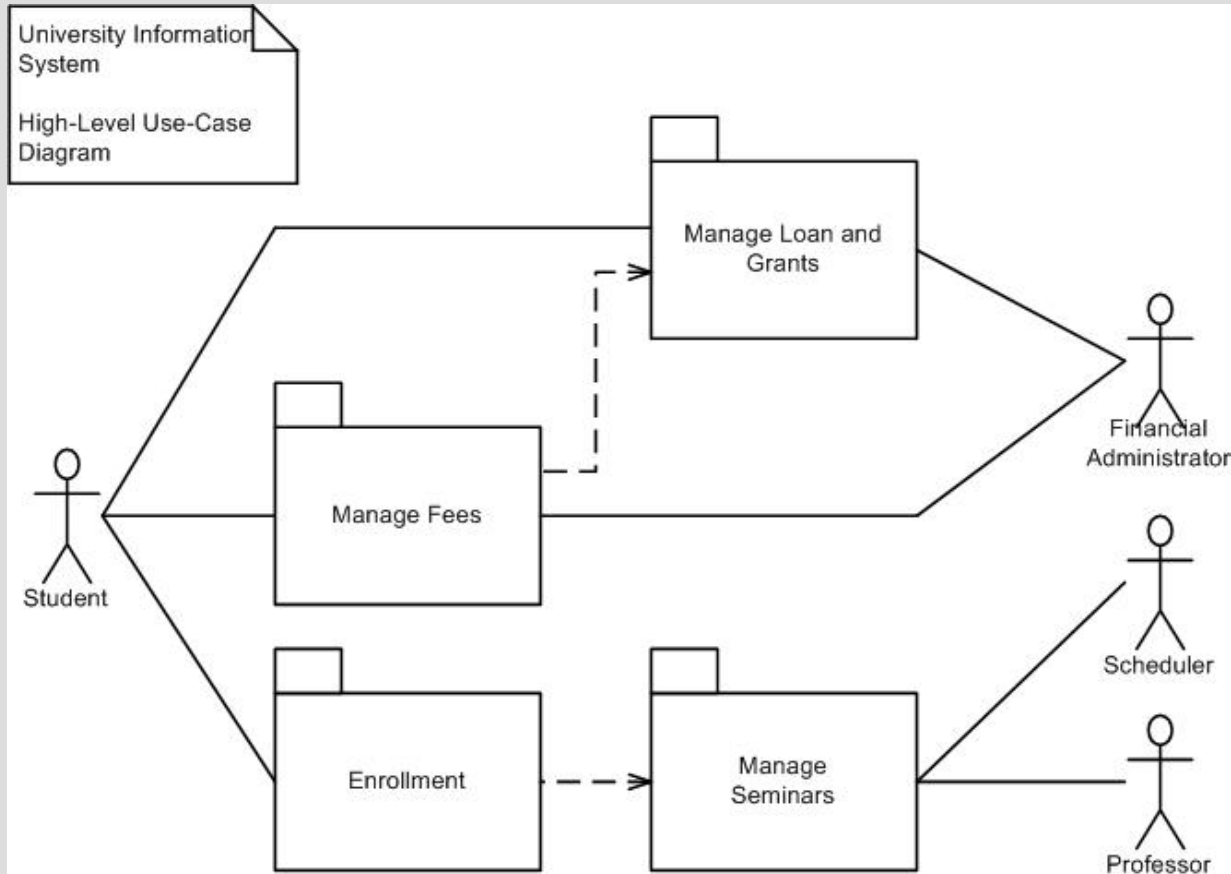 University Information
System
High-Level Use-Case
Diagram
Manage Loan and
Grants
Financial
Administrator
Manage Fees
Student
Scheduler
Enrollment
Manage
Seminars
Professor